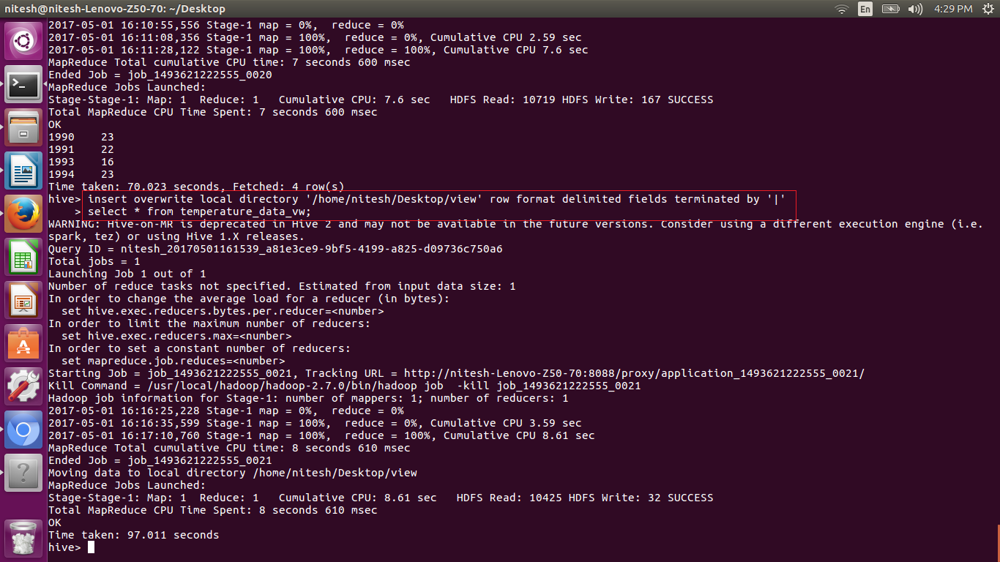 nitesh@nitesh-Lenovo-Z50-70: ~/Desktop
En
4:29 PM
2017-05-01 16:10:55,556 Stage-1 map = 0%,  reduce = 0%
2017-05-01 16:11:08,356 Stage-1 map = 100%,  reduce = 0%, Cumulative CPU 2.59 sec
2017-05-01 16:11:28,122 Stage-1 map = 100%,  reduce = 100%, Cumulative CPU 7.6 sec
MapReduce Total cumulative CPU time: 7 seconds 600 msec
Ended Job = job_1493621222555_0020
MapReduce Jobs Launched:
Stage-Stage-1: Map: 1  Reduce: 1   Cumulative CPU: 7.6 sec   HDFS Read: 10719 HDFS Write: 167 SUCCESS
Total MapReduce CPU Time Spent: 7 seconds 600 msec
OK
1990    23
1991    22
1993    16
1994    23
Time taken: 70.023 seconds, Fetched: 4 row(s)
hive> insert overwrite local directory '/home/nitesh/Desktop/view' row format delimited fields terminated by '|'
    > select * from temperature_data_vw;
WARNING: Hive-on-MR is deprecated in Hive 2 and may not be available in the future versions. Consider using a different execution engine (i.e.
spark, tez) or using Hive 1.X releases.
Query ID = nitesh_20170501161539_a81e3ce9-9bf5-4199-a825-d09736c750a6
Total jobs = 1
Launching Job 1 out of 1
Number of reduce tasks not specified. Estimated from input data size: 1
In order to change the average load for a reducer (in bytes):
  set hive.exec.reducers.bytes.per.reducer=<number>
In order to limit the maximum number of reducers:
  set hive.exec.reducers.max=<number>
In order to set a constant number of reducers:
  set mapreduce.job.reduces=<number>
Starting Job = job_1493621222555_0021, Tracking URL = http://nitesh-Lenovo-Z50-70:8088/proxy/application_1493621222555_0021/
Kill Command = /usr/local/hadoop/hadoop-2.7.0/bin/hadoop job  -kill job_1493621222555_0021
Hadoop job information for Stage-1: number of mappers: 1; number of reducers: 1
2017-05-01 16:16:25,228 Stage-1 map = 0%,  reduce = 0%
2017-05-01 16:16:35,599 Stage-1 map = 100%,  reduce = 0%, Cumulative CPU 3.59 sec
2017-05-01 16:17:10,760 Stage-1 map = 100%,  reduce = 100%, Cumulative CPU 8.61 sec
MapReduce Total cumulative CPU time: 8 seconds 610 msec
Ended Job = job_1493621222555_0021
Moving data to local directory /home/nitesh/Desktop/view
MapReduce Jobs Launched:
Stage-Stage-1: Map: 1  Reduce: 1   Cumulative CPU: 8.61 sec   HDFS Read: 10425 HDFS Write: 32 SUCCESS
Total MapReduce CPU Time Spent: 8 seconds 610 msec
OK
Time taken: 97.011 seconds
hive>